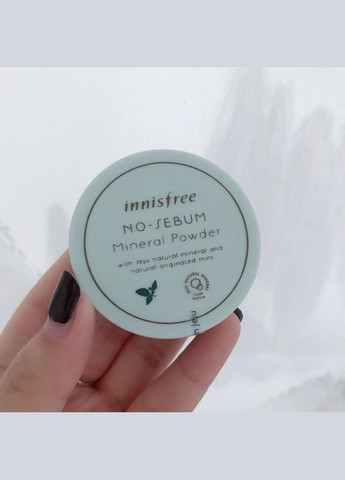 innisfree
NO-SEBUM
Mineral Powder
with Jeju natural mineral and
natural originated mint